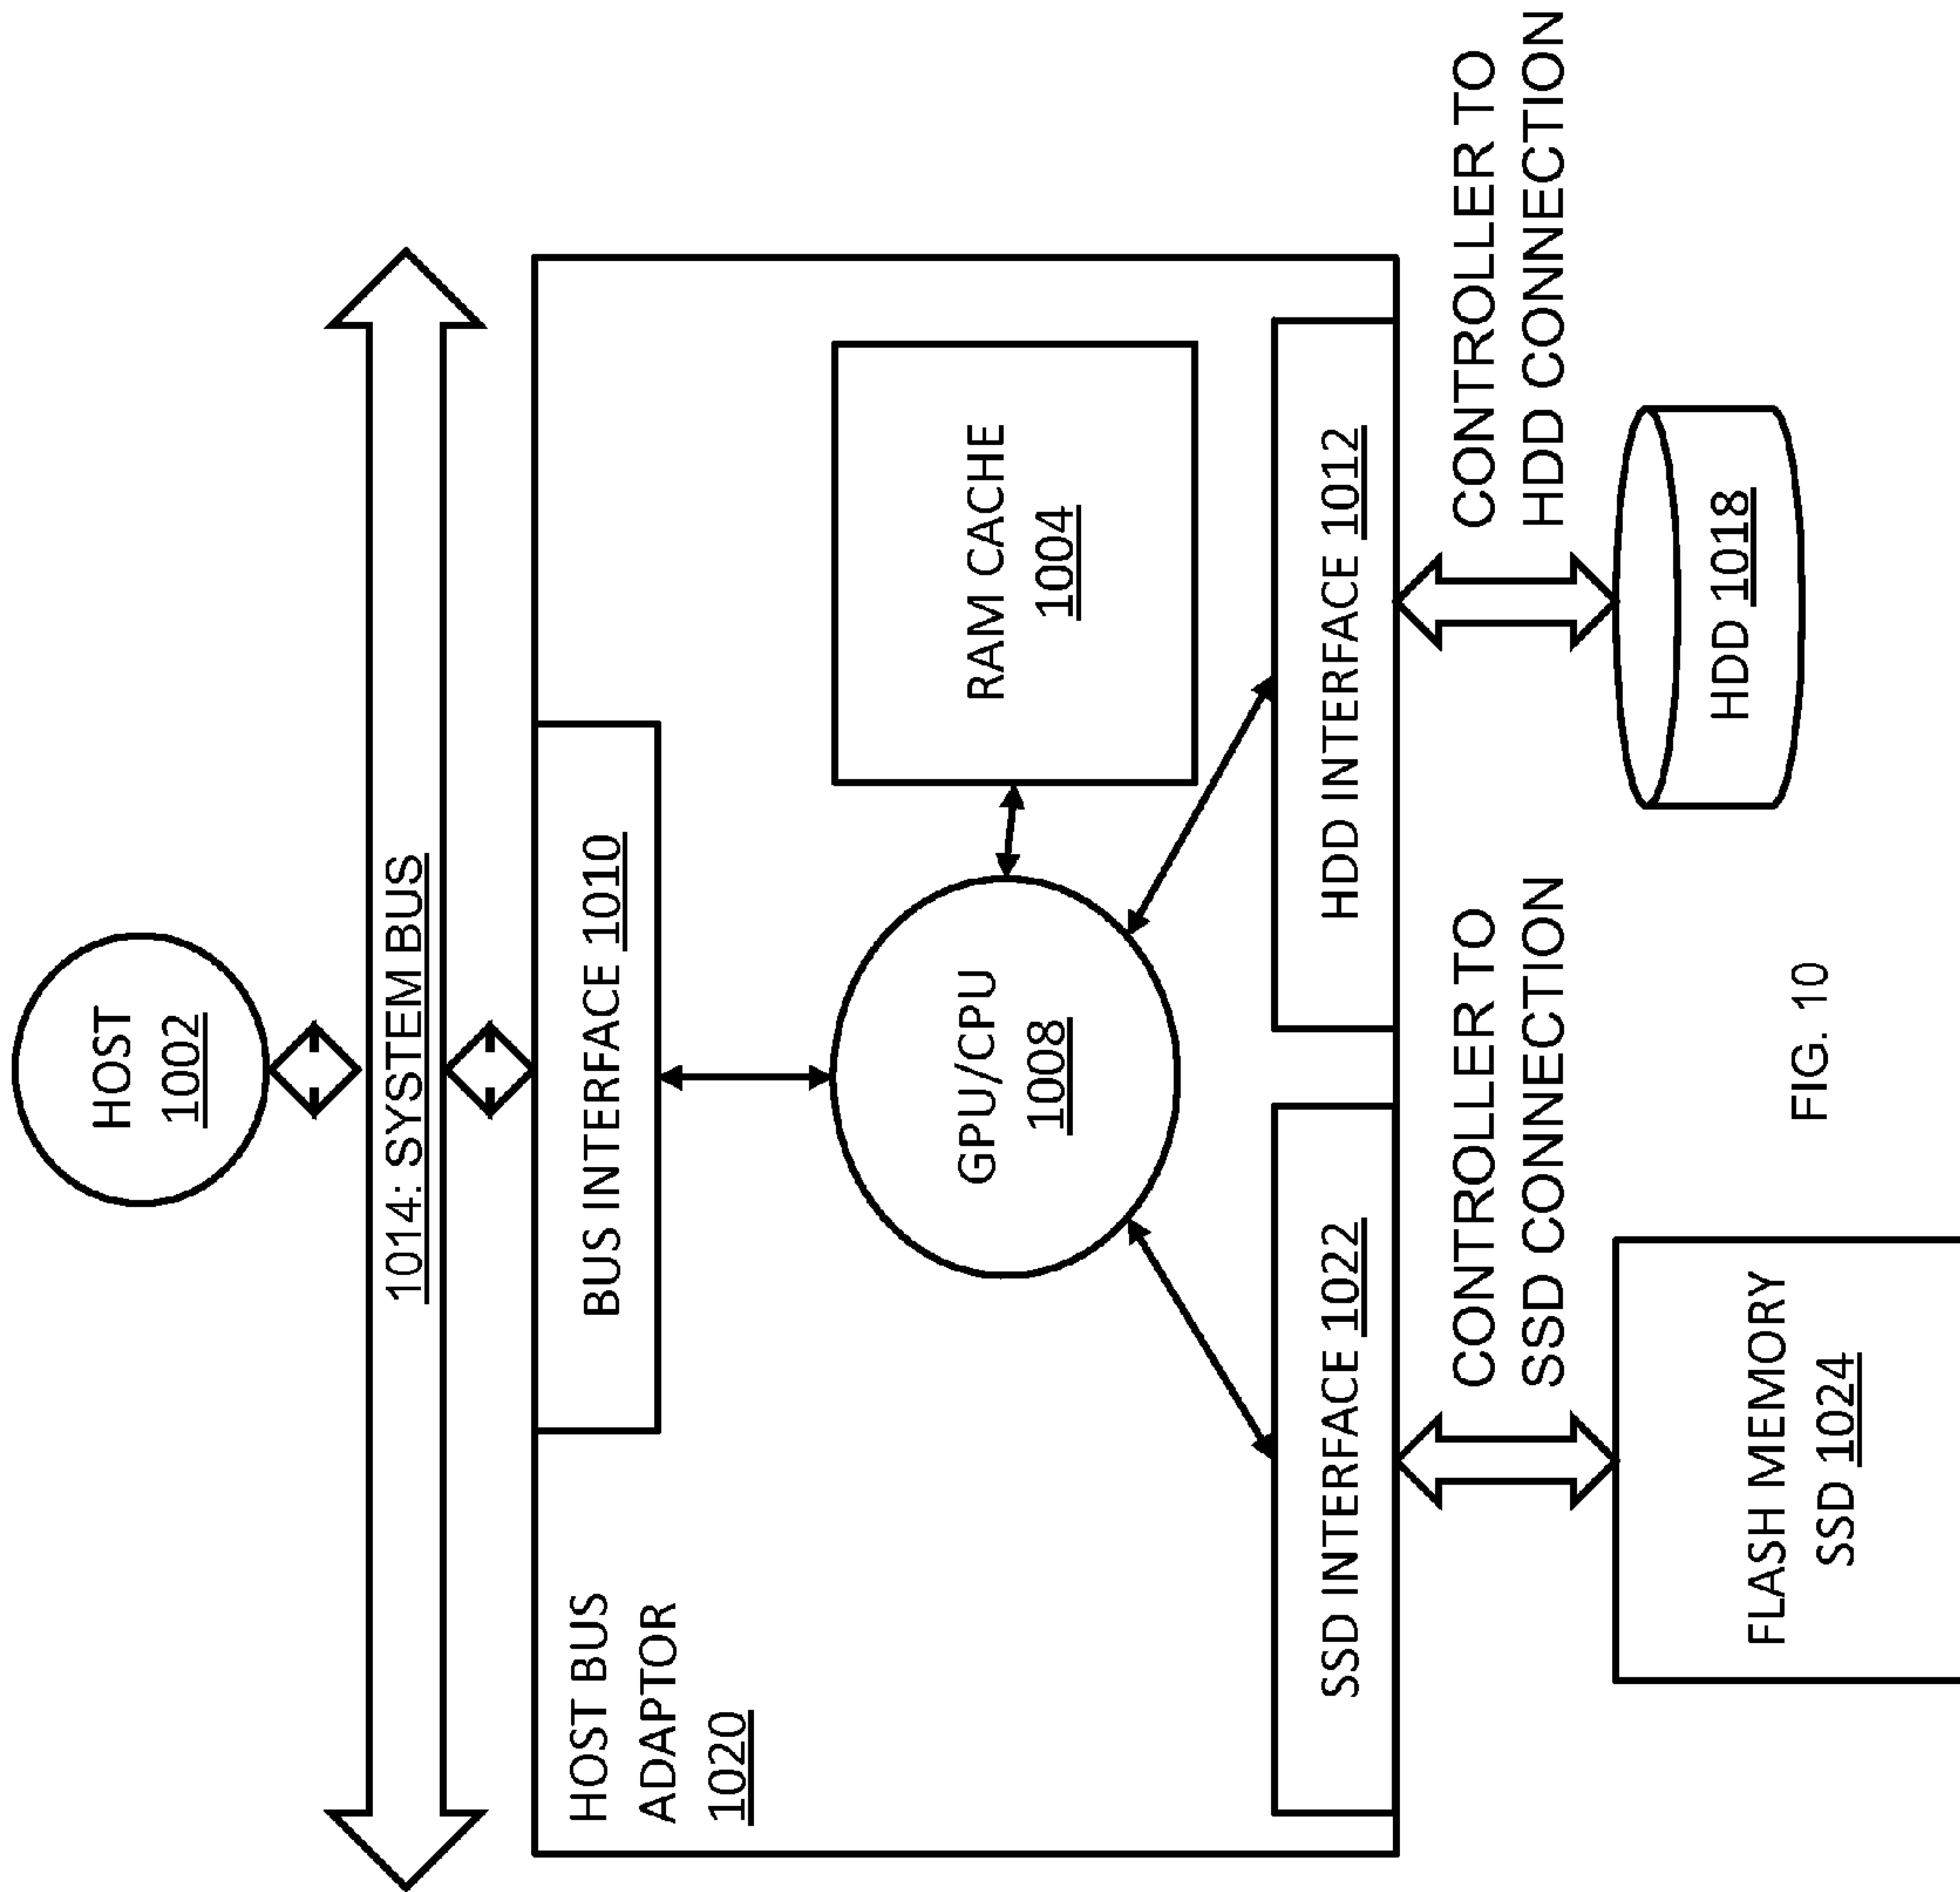 HOST
1002
1014: SYSTEM BUS
HOST BUS
ADAPTOR
1020
BUS INTERFACE 1010
GPU/CPU
1008
RAM CACHE
1004
SSD INTERFACE 1022
HDD INTERFACE 1012
CONTROLLER TO
SSD CONNECTION
CONTROLLER TO
HDD CONNECTION
FLASH MEMORY
SSD 1024
HDD 1018
FIG. 10